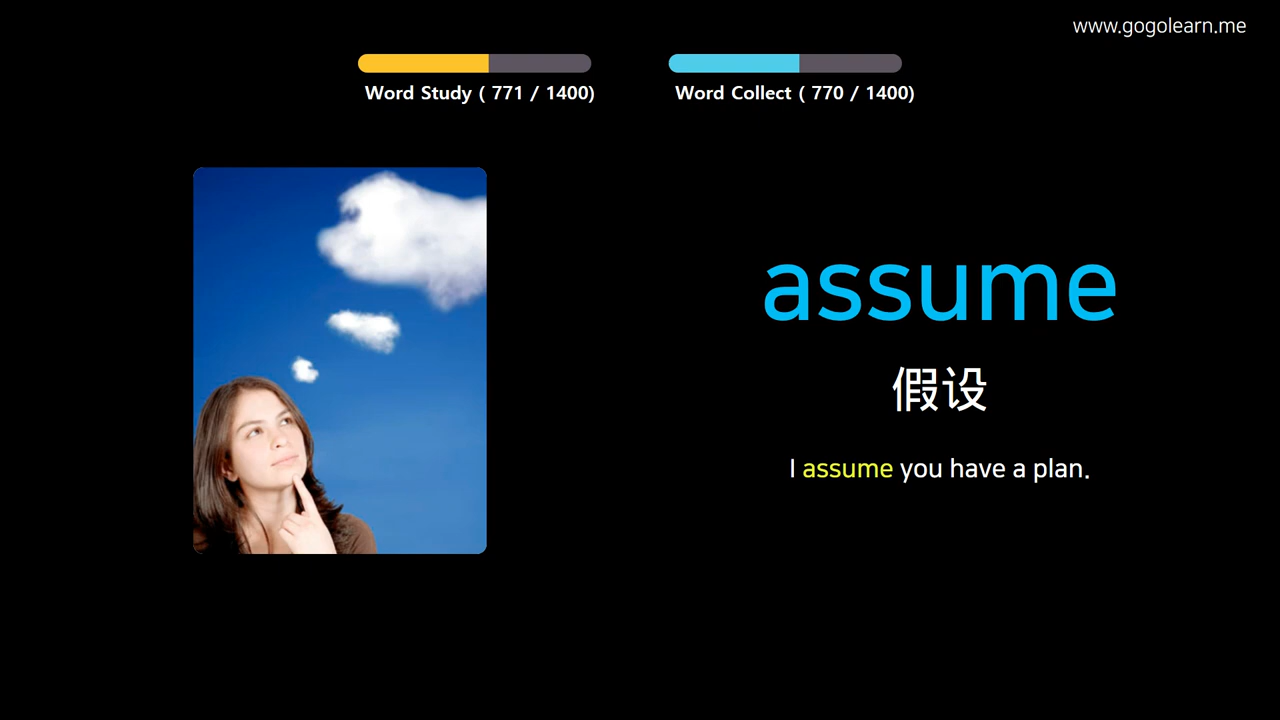 www.gogolearn.me
Word Study ( 771 / 1400)
Word Collect ( 770 / 1400)
assume
假设
I assume you have a plan.